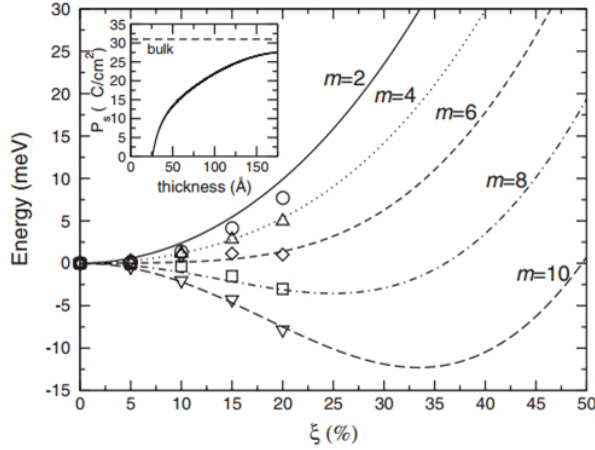 30
25
20
15
10
5
0
-5
-10
-15
Energy (meV)
0 5 10 15 20 25 30 35 40 45 50
ξ (%)
35
30
25
20
15
10
5
0
P_s ( C/cm²)
bulk
0 50 100 150
thickness (Å)
m=2
m=4
m=6
m=8
m=10